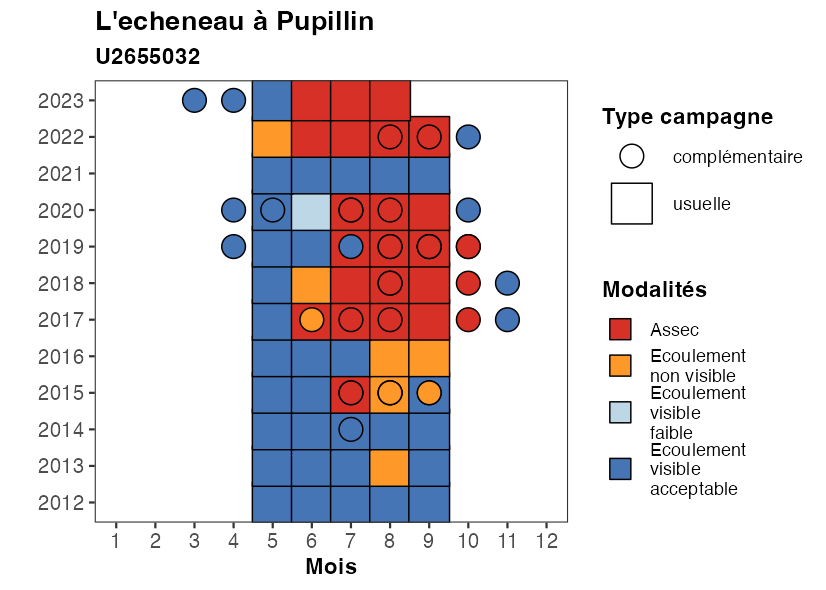 L'echeneau à Pupillin
U2655032
2023
2022
2021
2020
2019
2018
2017
2016
2015
2014
2013
2012
1 2 3 4 5 6 7 8 9 10 11 12
Mois
Type campagne
complémentaire
usuelle
Modalités
Assec
Ecoulement
non visible
Ecoulement
visible
faible
Ecoulement
visible
acceptable